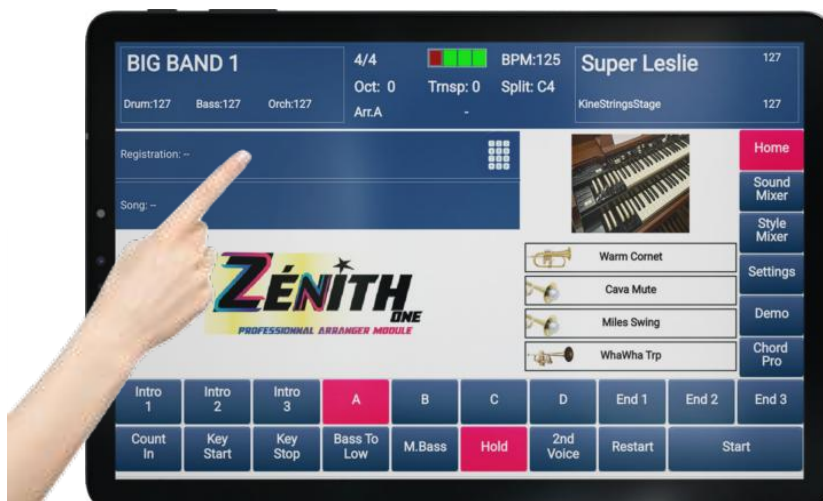 BIG BAND 1
Drum:127 Bass:127 Orch:127
4/4 BPM:125
Oct: 0 Trnsp: 0 Split: C4
Arr.A -
Super Leslie 127
KineStringsStage 127
Registration: --
Song: --
ZÉNITH
ONE
PROFESSIONNAL ARRANGER MODULE
Warm Cornet
Cava Mute
Miles Swing
WhaWha Trp
Home
Sound
Mixer
Style
Mixer
Settings
Demo
Chord
Pro
Intro
1
Intro
2
Intro
3
A
B
C
D
End 1
End 2
End 3
Count
In
Key
Start
Key
Stop
Bass To
Low
M.Bass
Hold
2nd
Voice
Restart
Start